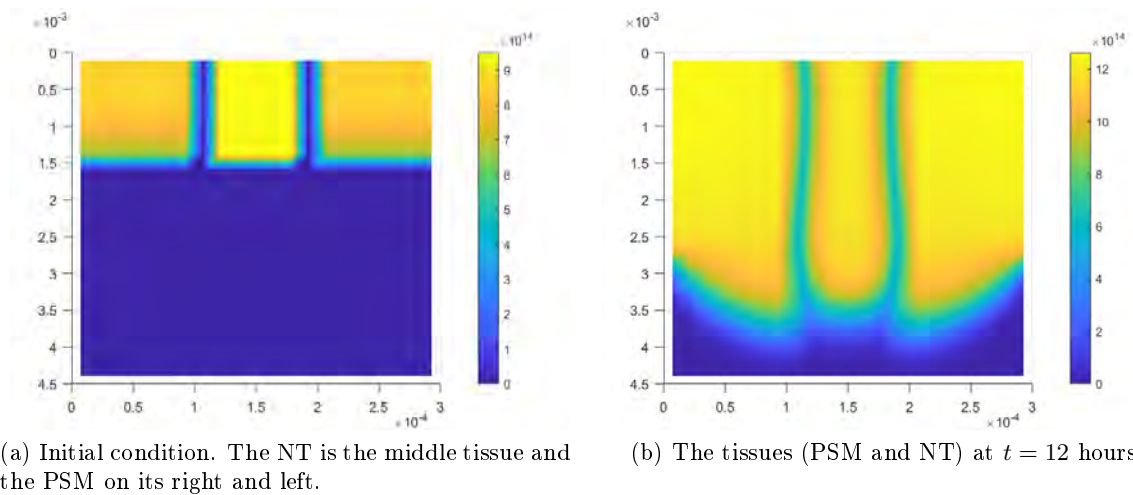 ×10⁻³ ×10⁻³
×10¹⁴ ×10¹⁴
0 0.5 1 1.5 2 2.5 3 3.5 4 4.5
0 0.5 1 1.5 2 2.5 3
×10⁻⁴
9 8 7 6 5 4 3 2 1 0
0 0.5 1 1.5 2 2.5 3 3.5 4 4.5
0 0.5 1 1.5 2 2.5 3
×10⁻⁴
12 10 8 6 4 2 0
(a) Initial condition. The NT is the middle tissue and
the PSM on its right and left.
(b) The tissues (PSM and NT) at t = 12 hours